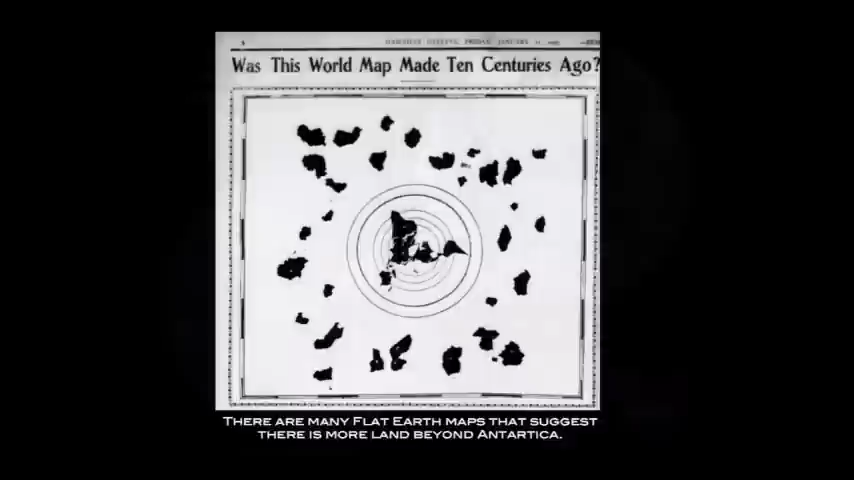 Was This World Map Made Ten Centuries Ago?
THERE ARE MANY FLAT EARTH MAPS THAT SUGGEST
THERE IS MORE LAND BEYOND ANTARTICA.